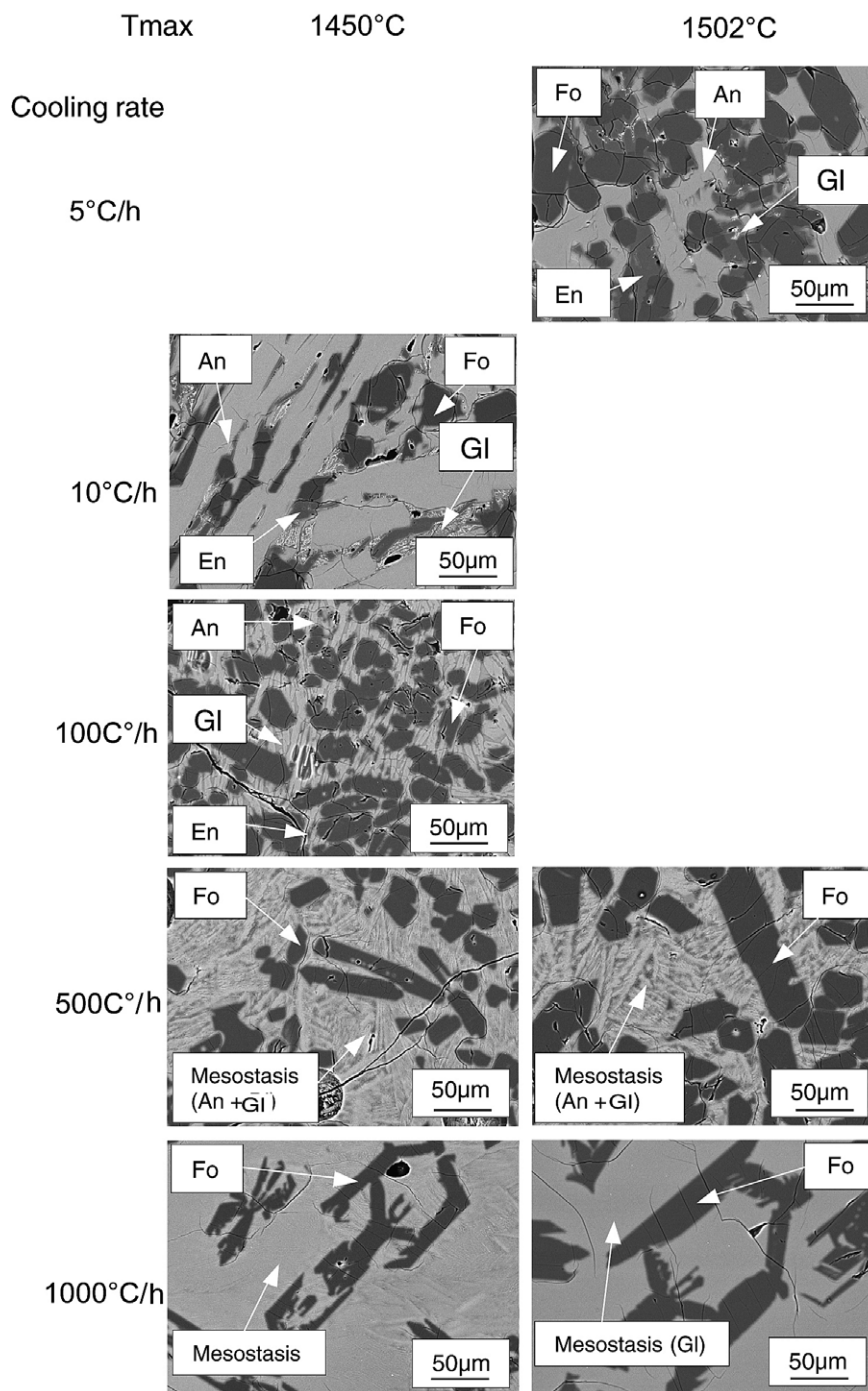 Tmax 1450°C 1502°C
Cooling rate
Fo An
5°C/h
Gl
En
50µm
An Fo
10°C/h
Gl
En
50µm
An Fo
100C°/h
Gl
En
50µm
Fo Fo
500C°/h
Mesostasis Mesostasis
(An + Gl) (An + Gl)
50µm 50µm
Fo Fo
1000°C/h
Mesostasis Mesostasis (Gl)
50µm 50µm